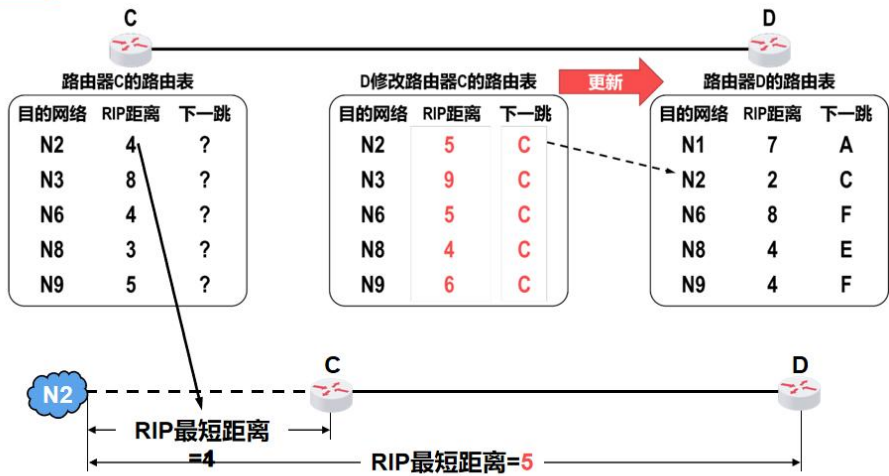 C
D
路由器C的路由表
D修改路由器C的路由表
更新
路由器D的路由表
目的网络 RIP距离 下一跳
N2 4 ?
N3 8 ?
N6 4 ?
N8 3 ?
N9 5 ?
目的网络 RIP距离 下一跳
N2 5 C
N3 9 C
N6 5 C
N8 4 C
N9 6 C
目的网络 RIP距离 下一跳
N1 7 A
N2 2 C
N6 8 F
N8 4 E
N9 4 F
C
D
N2
RIP最短距离
=4
RIP最短距离=5